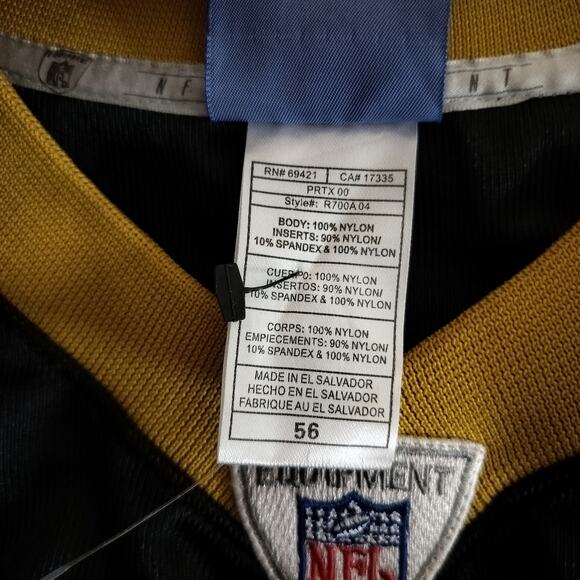 NFL
N F
N T
RN# 69421 CA# 17335
PRTX 00
Style#: R700A 04
BODY: 100% NYLON
INSERTS: 90% NYLON/
10% SPANDEX & 100% NYLON
CUERPO: 100% NYLON
INSERTOS: 90% NYLON/
10% SPANDEX & 100% NYLON
CORPS: 100% NYLON
EMPIECEMENTS: 90% NYLON/
10% SPANDEX & 100% NYLON
MADE IN EL SALVADOR
HECHO EN EL SALVADOR
FABRIQUE AU EL SALVADOR
56
EQUIPMENT
NFL